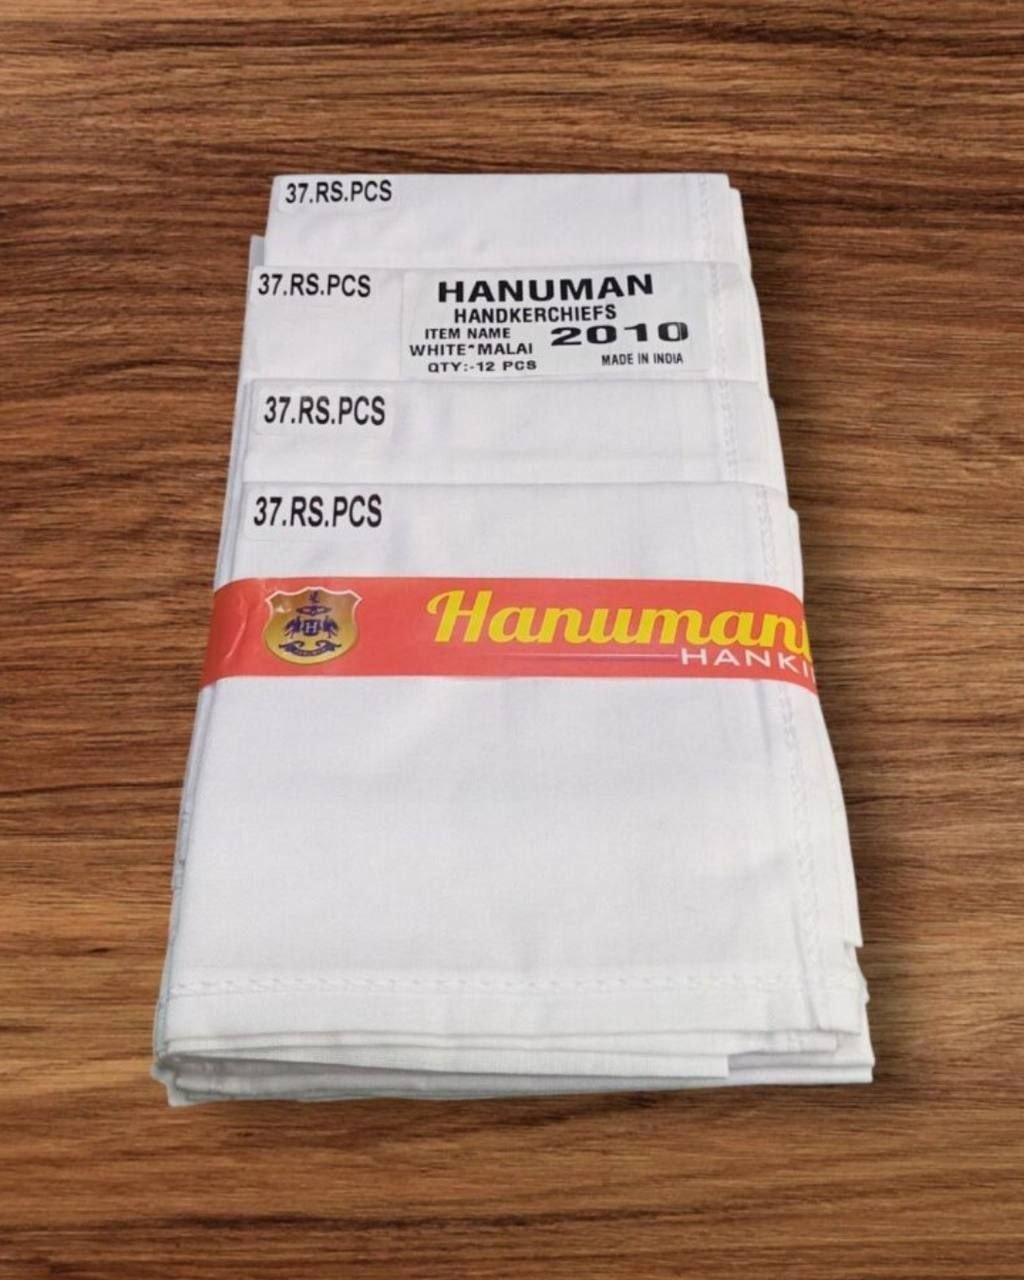 37.RS.PCS
37.RS.PCS
HANUMAN
HANDKERCHIEFS
ITEM NAME 2010
WHITE*MALAI
MADE IN INDIA
QTY:-12 PCS
37.RS.PCS
37.RS.PCS
H
Hanuman
HANKI